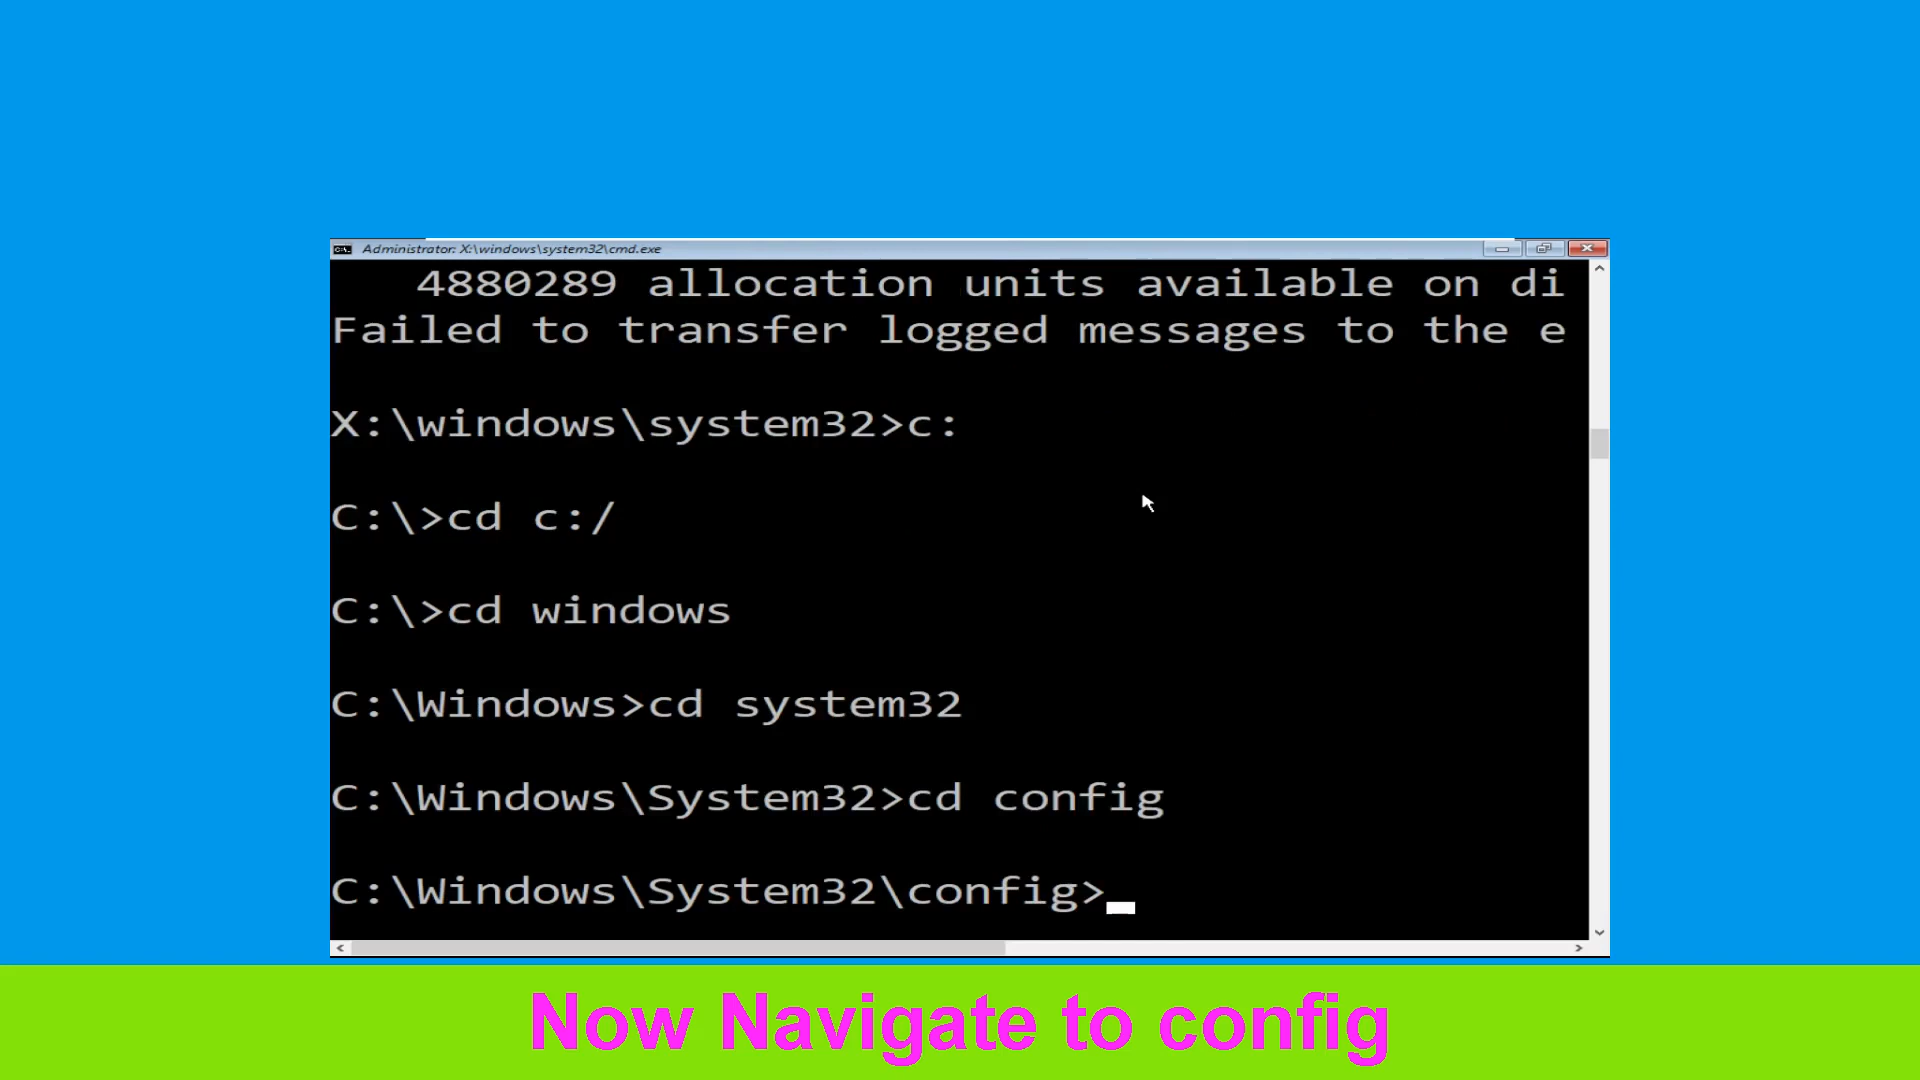 Administrator: X:\windows\system32\cmd.exe
4880289 allocation units available on di
Failed to transfer logged messages to the e
X:\windows\system32>c:
C:\>cd c:/
C:\>cd windows
C:\Windows>cd system32
C:\Windows\System32>cd config
C:\Windows\System32\config>
Now Navigate to config